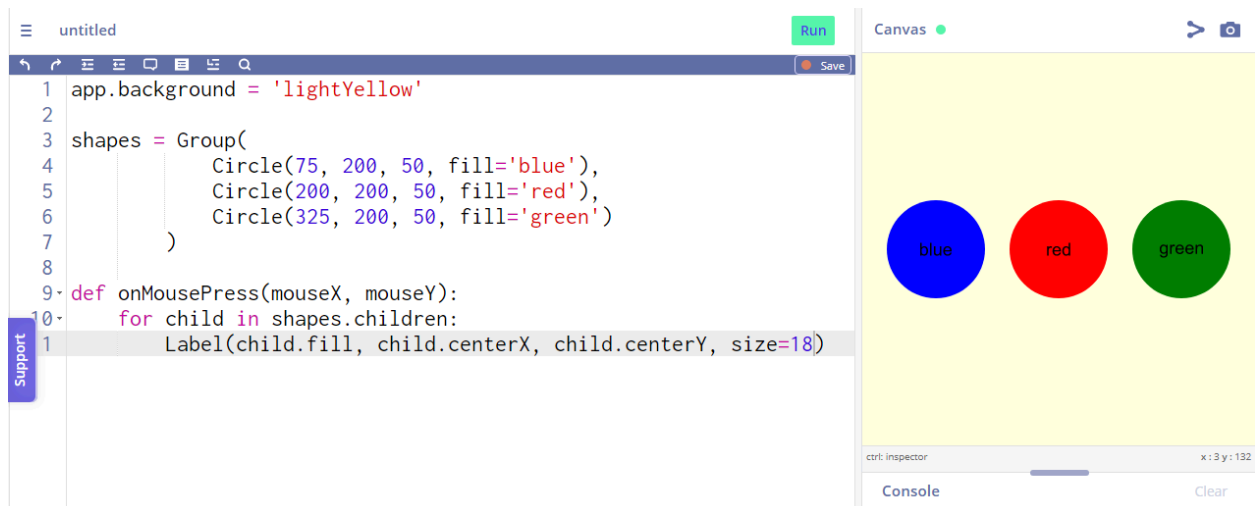 untitled
Run
Save
1 app.background = 'lightYellow'
2
3 shapes = Group(
4 Circle(75, 200, 50, fill='blue'),
5 Circle(200, 200, 50, fill='red'),
6 Circle(325, 200, 50, fill='green')
7 )
8
9 def onMousePress(mouseX, mouseY):
10 for child in shapes.children:
1 Label(child.fill, child.centerX, child.centerY, size=18)
Support
Canvas
blue red green
ctrl: inspector x : 3 y : 132
Console Clear